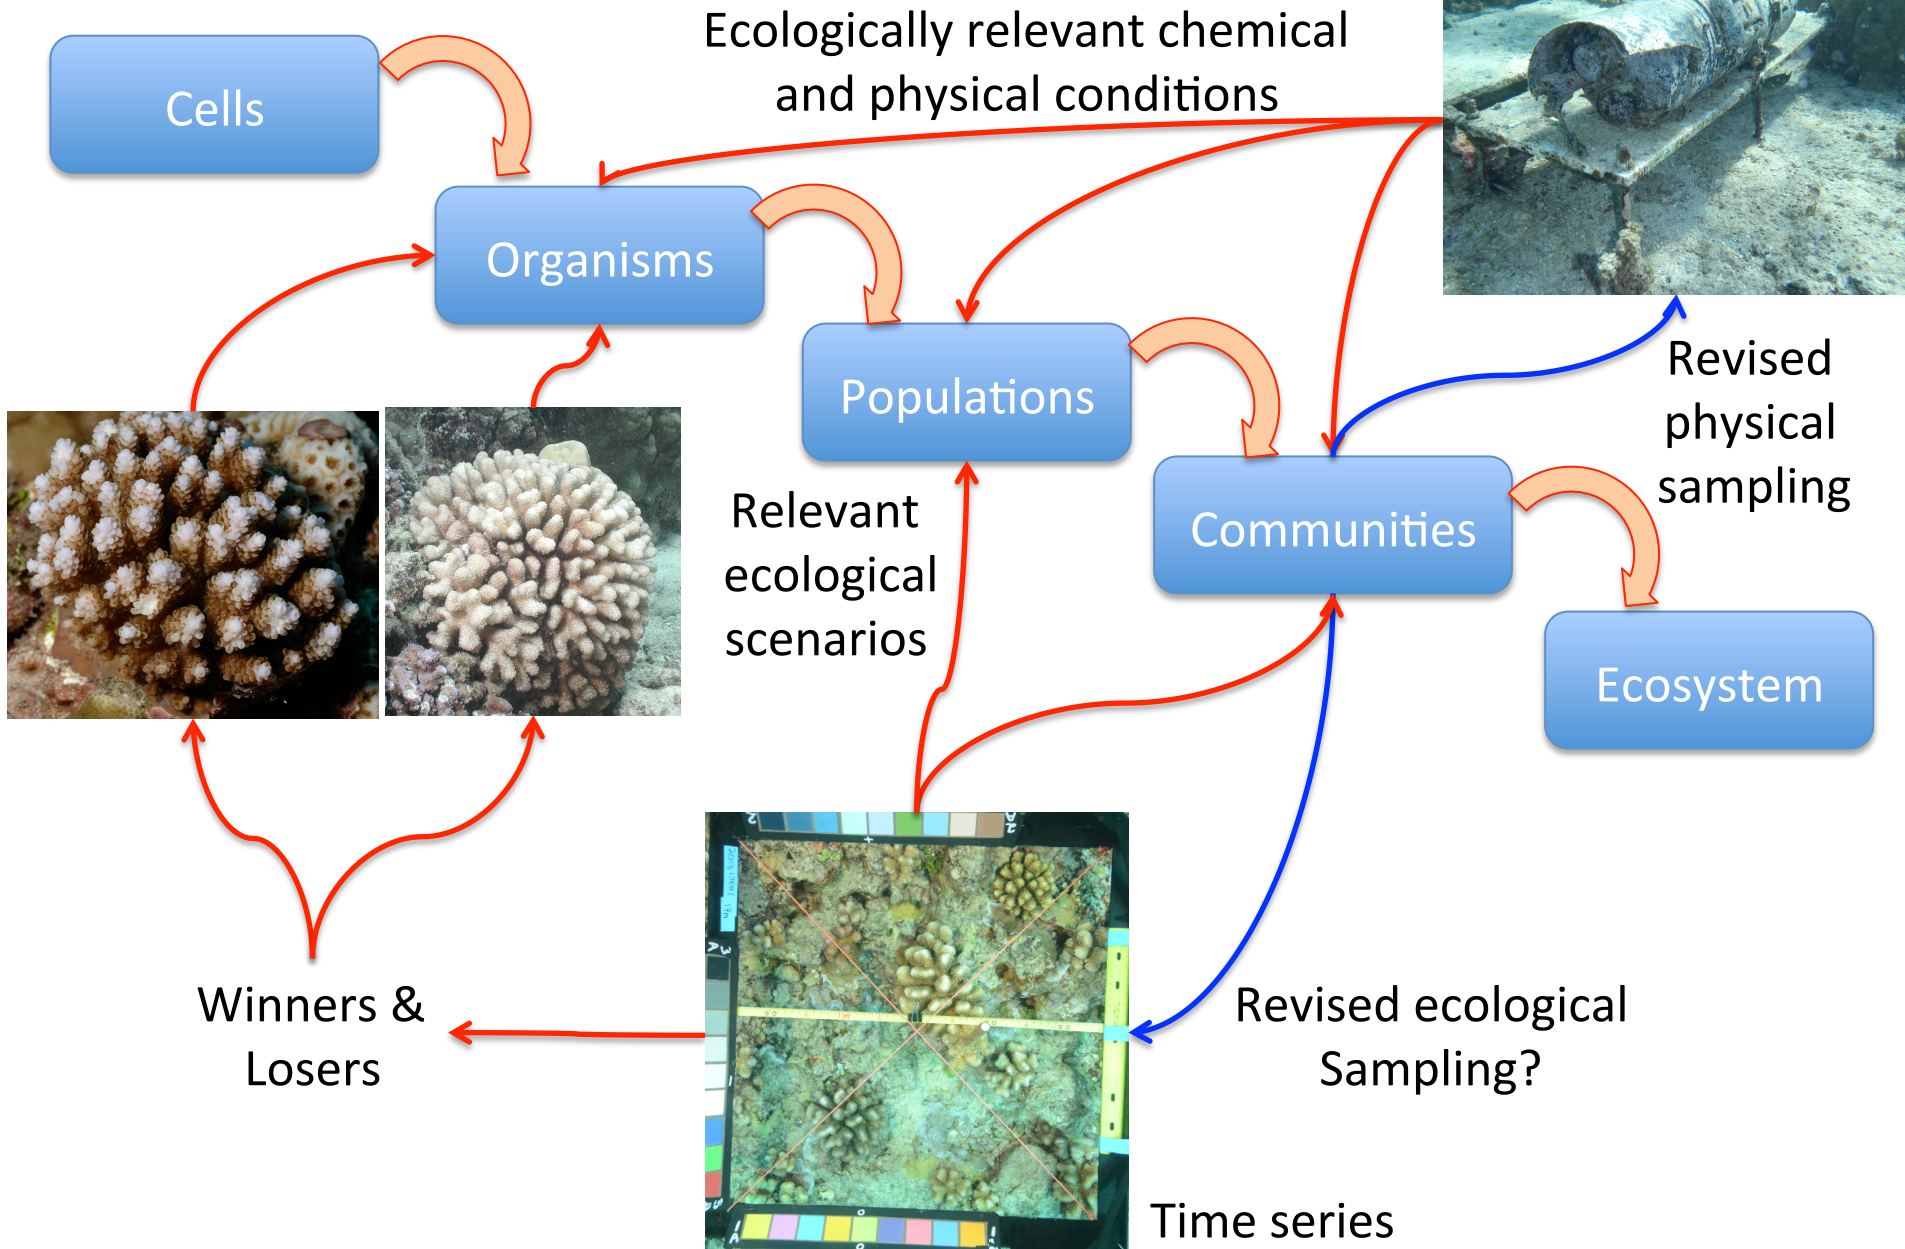 Ecologically relevant chemical
and physical conditions
Cells
Organisms
Populations
Communities
Ecosystem
Revised
physical
sampling
Relevant
ecological
scenarios
Winners &
Losers
Revised ecological
Sampling?
Time series